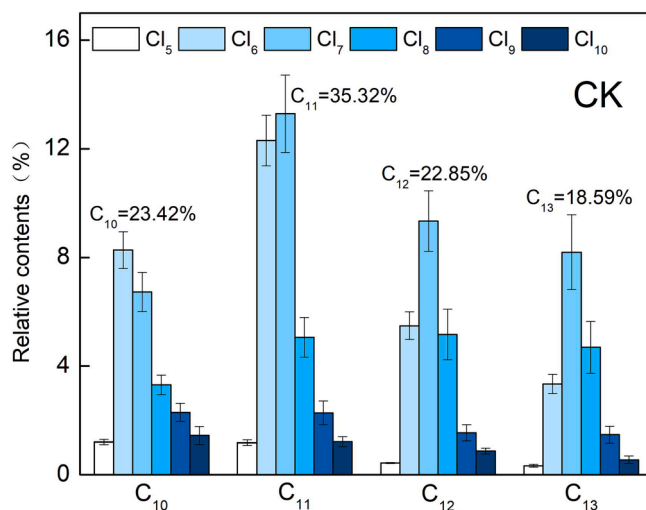 16
Cl₅ Cl₆ Cl₇ Cl₈ Cl₉ Cl₁₀
C₁₁=35.32%
CK
12
C₁₂=22.85%
C₁₃=18.59%
C₁₀=23.42%
8
4
0
Relative contents（%）
C₁₀ C₁₁ C₁₂ C₁₃